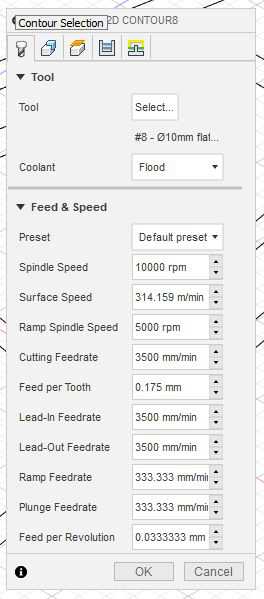 2D CONTOUR8
Contour Selection
Tool
Tool Select...
#8 - Ø10mm flat...
Coolant Flood
Feed & Speed
Preset Default preset
Spindle Speed 10000 rpm
Surface Speed 314.159 m/min
Ramp Spindle Speed 5000 rpm
Cutting Feedrate 3500 mm/min
Feed per Tooth 0.175 mm
Lead-In Feedrate 3500 mm/min
Lead-Out Feedrate 3500 mm/min
Ramp Feedrate 333.333 mm/min
Plunge Feedrate 333.333 mm/min
Feed per Revolution 0.0333333 mm
OK Cancel